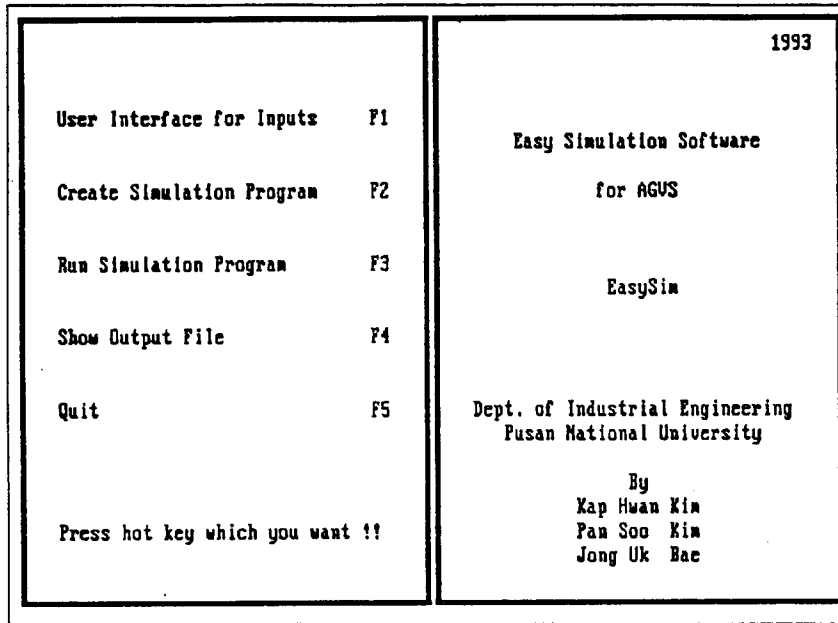 User Interface for Inputs F1
Create Simulation Program F2
Run Simulation Program F3
Show Output File F4
Quit F5
Press hot key which you want !!
1993
Easy Simulation Software
for AGVS
EasySim
Dept. of Industrial Engineering
Pusan National University
By
Kap Hwan Kim
Pan Soo Kim
Jong Uk Bae